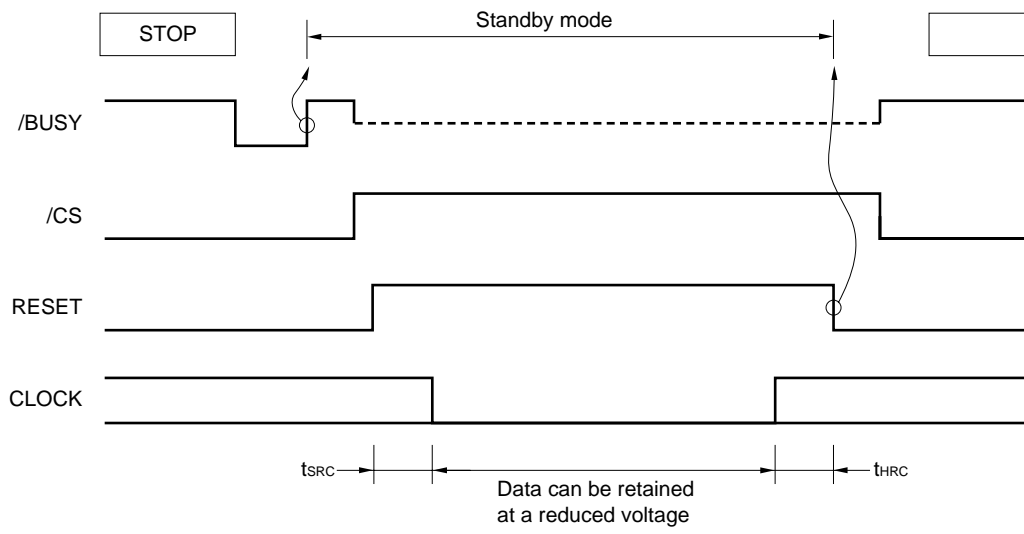 Standby mode
STOP
/BUSY
/CS
RESET
CLOCK
tSRC
tHRC
Data can be retained
at a reduced voltage